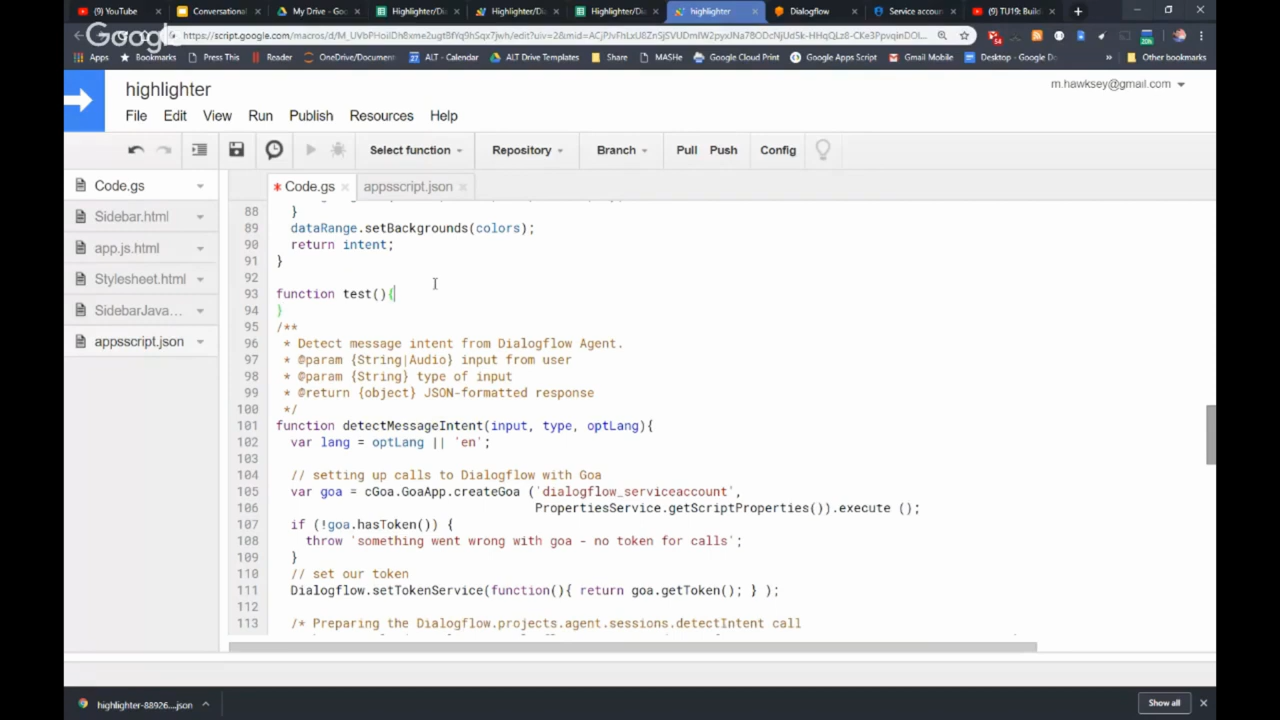 (9) YouTube
Conversational
My Drive - Goo
Highlighter/Di
Highlighter/Di
Highlighter/Di
highlighter
Dialogflow
Service accoun
(9) TU19: Build
Google
Apps
Bookmarks
Press This
Reader
OneDrive/Document
ALT - Calendar
ALT Drive Templates
Share
MASHe
Google Cloud Print
Google Apps Script
Gmail Mobile
Desktop - Google Do
»
Other bookmarks
highlighter
m.hawksey@gmail.com
File Edit View Run Publish Resources Help
Select function
Repository
Branch
Pull Push
Config
Code.gs
Sidebar.html
app.js.html
Stylesheet.html
SidebarJava...
appsscript.json
* Code.gs ×
appsscript.json ×
88 }
89 dataRange.setBackgrounds(colors);
90 return intent;
91 }
92
93 function test(){
94 }
95 /**
96 * Detect message intent from Dialogflow Agent.
97 * @param {String|Audio} input from user
98 * @param {String} type of input
99 * @return {object} JSON-formatted response
100 */
101 function detectMessageIntent(input, type, optLang){
102 var lang = optLang || 'en';
103
104 // setting up calls to Dialogflow with Goa
105 var goa = cGoa.GoaApp.createGoa ('dialogflow_serviceaccount',
106 PropertiesService.getScriptProperties()).execute ();
107 if (!goa.hasToken()) {
108 throw 'something went wrong with goa - no token for calls';
109 }
110 // set our token
111 Dialogflow.setTokenService(function(){ return goa.getToken(); } );
112
113 /* Preparing the Dialogflow.projects.agent.sessions.detectIntent call
highlighter-88926....json
Show all